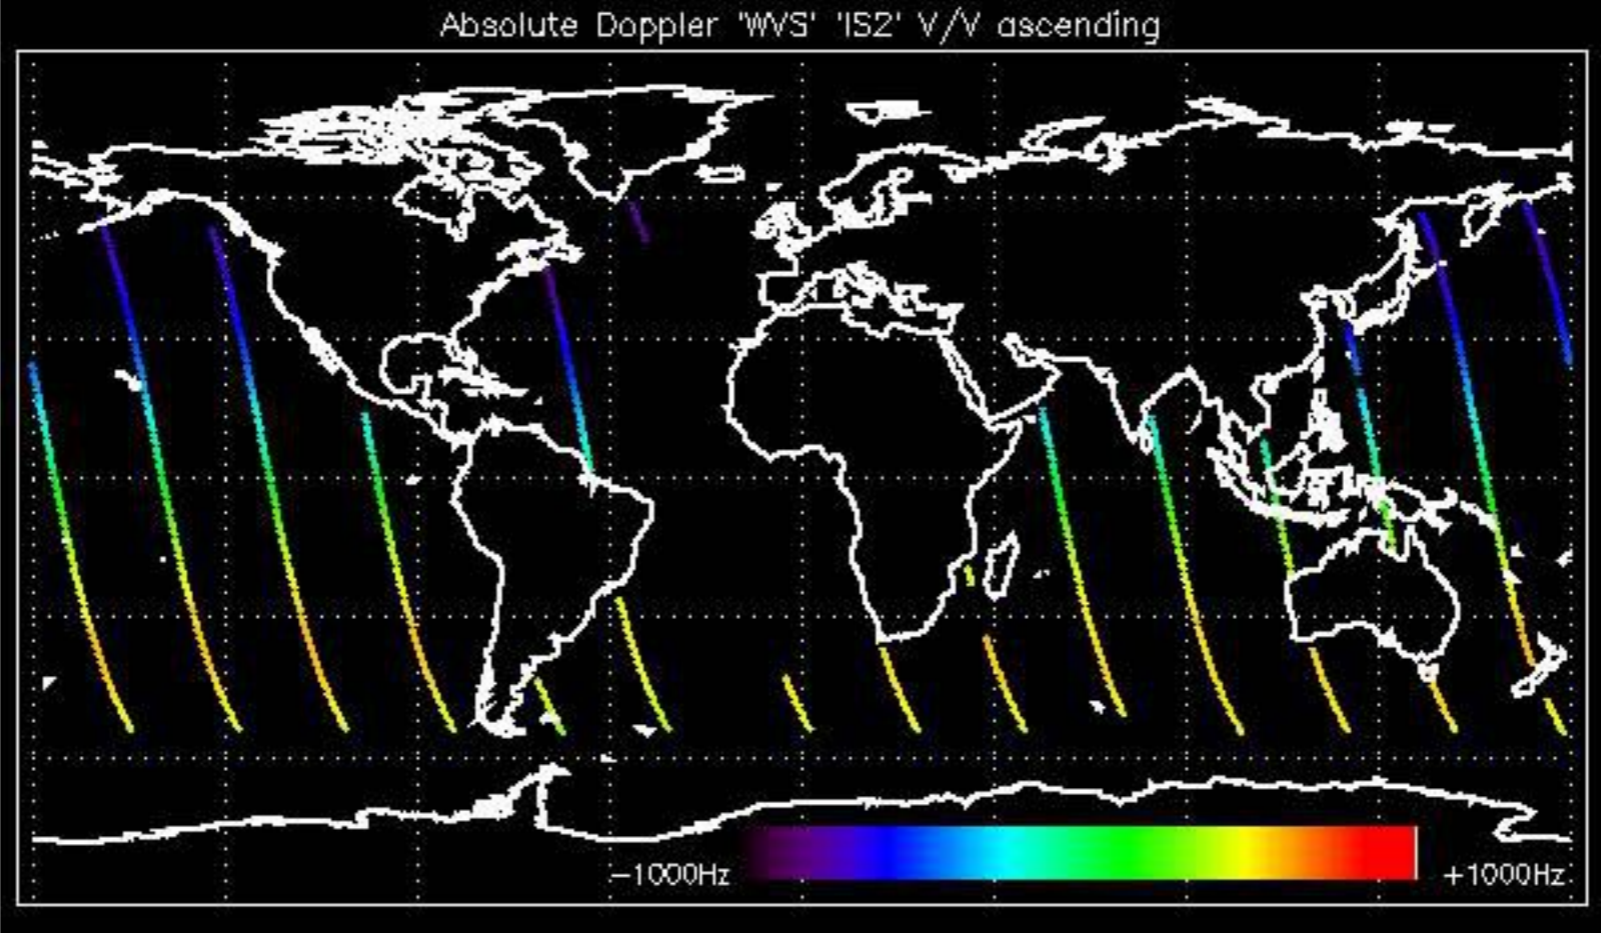 Absolute Doppler 'WVS' 'IS2' V/V ascending
-1000Hz +1000Hz